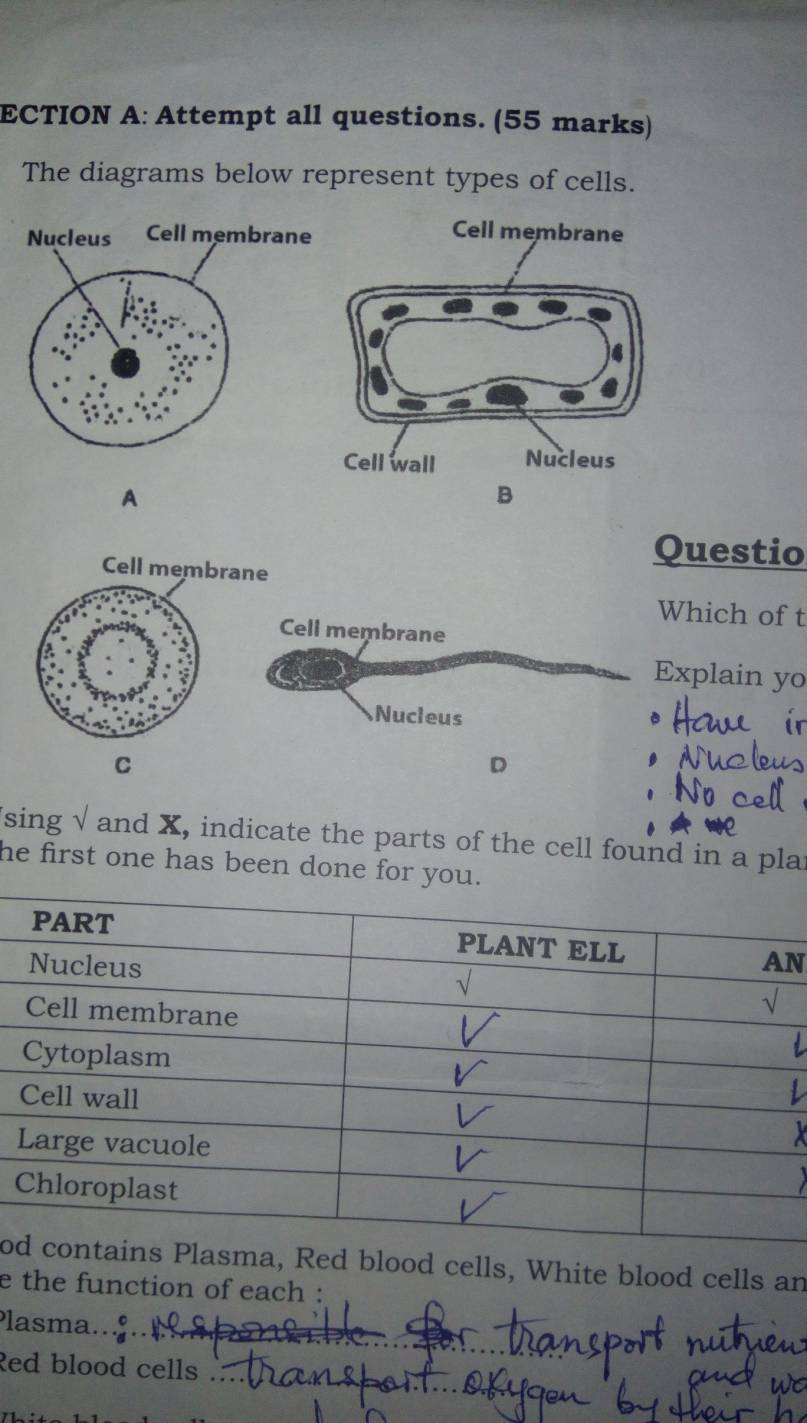 ECTION A: Attempt all questions. (55 marks)
The diagrams below represent types of cells.
Nucleus Cell membrane
Cell membrane
Cell wall Nucleus
A B
Cell membrane
Cell membrane
Nucleus
C D
Questio
Which of t
Explain yo
• Have ir
• Nucleus
• No cell
sing √ and X, indicate the parts of the cell found in a plan
he first one has been done for you.
PART PLANT ELL AN
Nucleus √ √
Cell membrane ✓
Cytoplasm ✓
Cell wall ✓ X
Large vacuole ✓
Chloroplast ✓
od contains Plasma, Red blood cells, White blood cells an
e the function of each :
Plasma...: responsible for transport nutrien
and
Red blood cells ... transport oxygen by their h